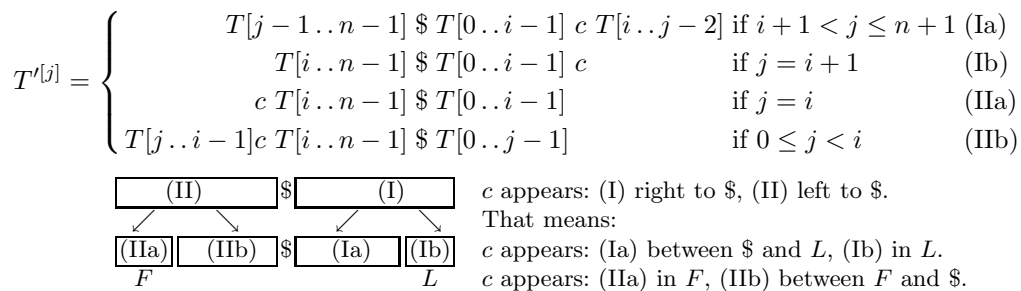 T[j − 1 . . n − 1] $ T[0 . . i − 1] c T[i . . j − 2] if i + 1 < j ≤ n + 1 (Ia)
T′[j] = T[i . . n − 1] $ T[0 . . i − 1] c if j = i + 1 (Ib)
c T[i . . n − 1] $ T[0 . . i − 1] if j = i (IIa)
T[j . . i − 1]c T[i . . n − 1] $ T[0 . . j − 1] if 0 ≤ j < i (IIb)
(II) $ (I) c appears: (I) right to $, (II) left to $.
That means:
(IIa) (IIb) $ (Ia) (Ib) c appears: (Ia) between $ and L, (Ib) in L.
F L c appears: (IIa) in F, (IIb) between F and $.